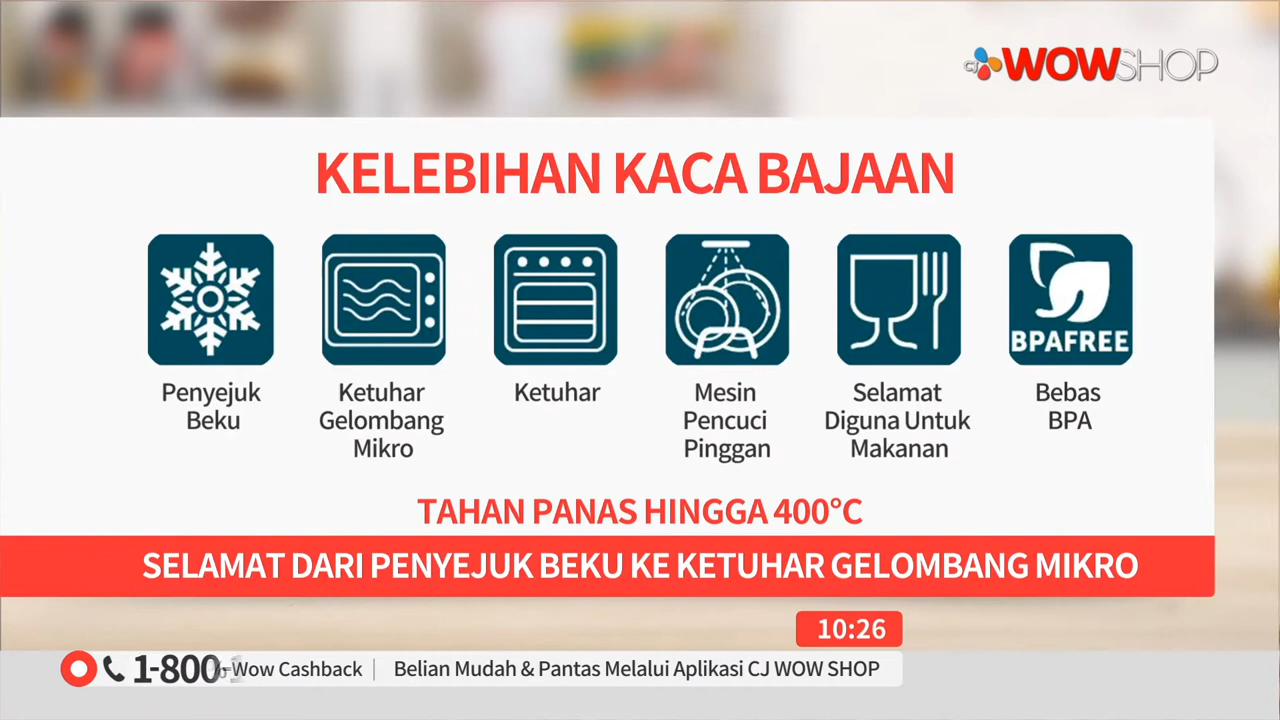 CJ WOWSHOP
KELEBIHAN KACA BAJAAN
BPAFREE
Penyejuk Beku
Ketuhar Gelombang Mikro
Ketuhar
Mesin Pencuci Pinggan
Selamat Diguna Untuk Makanan
Bebas BPA
TAHAN PANAS HINGGA 400°C
SELAMAT DARI PENYEJUK BEKU KE KETUHAR GELOMBANG MIKRO
10:26
1-800 Wow Cashback | Belian Mudah & Pantas Melalui Aplikasi CJ WOW SHOP